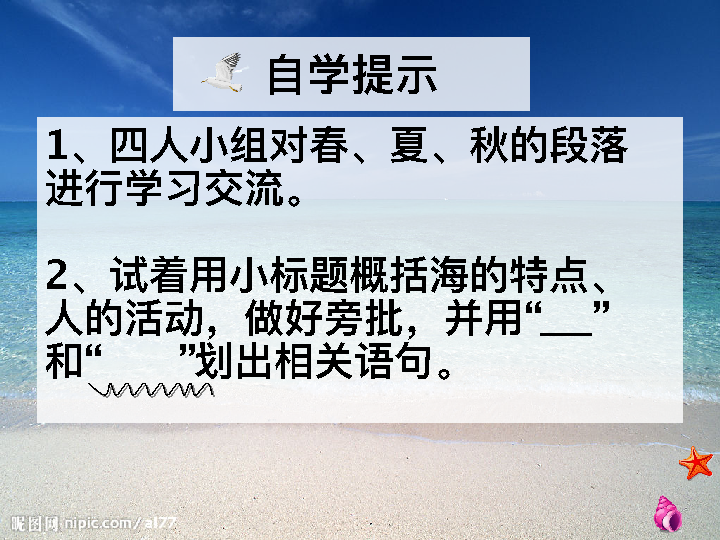 自学提示
1、四人小组对春、夏、秋的段落
进行学习交流。
2、试着用小标题概括海的特点、
人的活动，做好旁批，并用“___”
和“　　”划出相关语句。
昵图网 nipic.com/al77